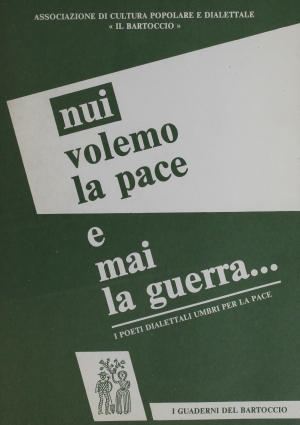 ASSOCIAZIONE DI CULTURA POPOLARE E DIALETTALE
« IL BARTOCCIO »
nui
volemo
la pace
e
mai
la guerra...
I POETI DIALETTALI UMBRI PER LA PACE
I QUADERNI DEL BARTOCCIO